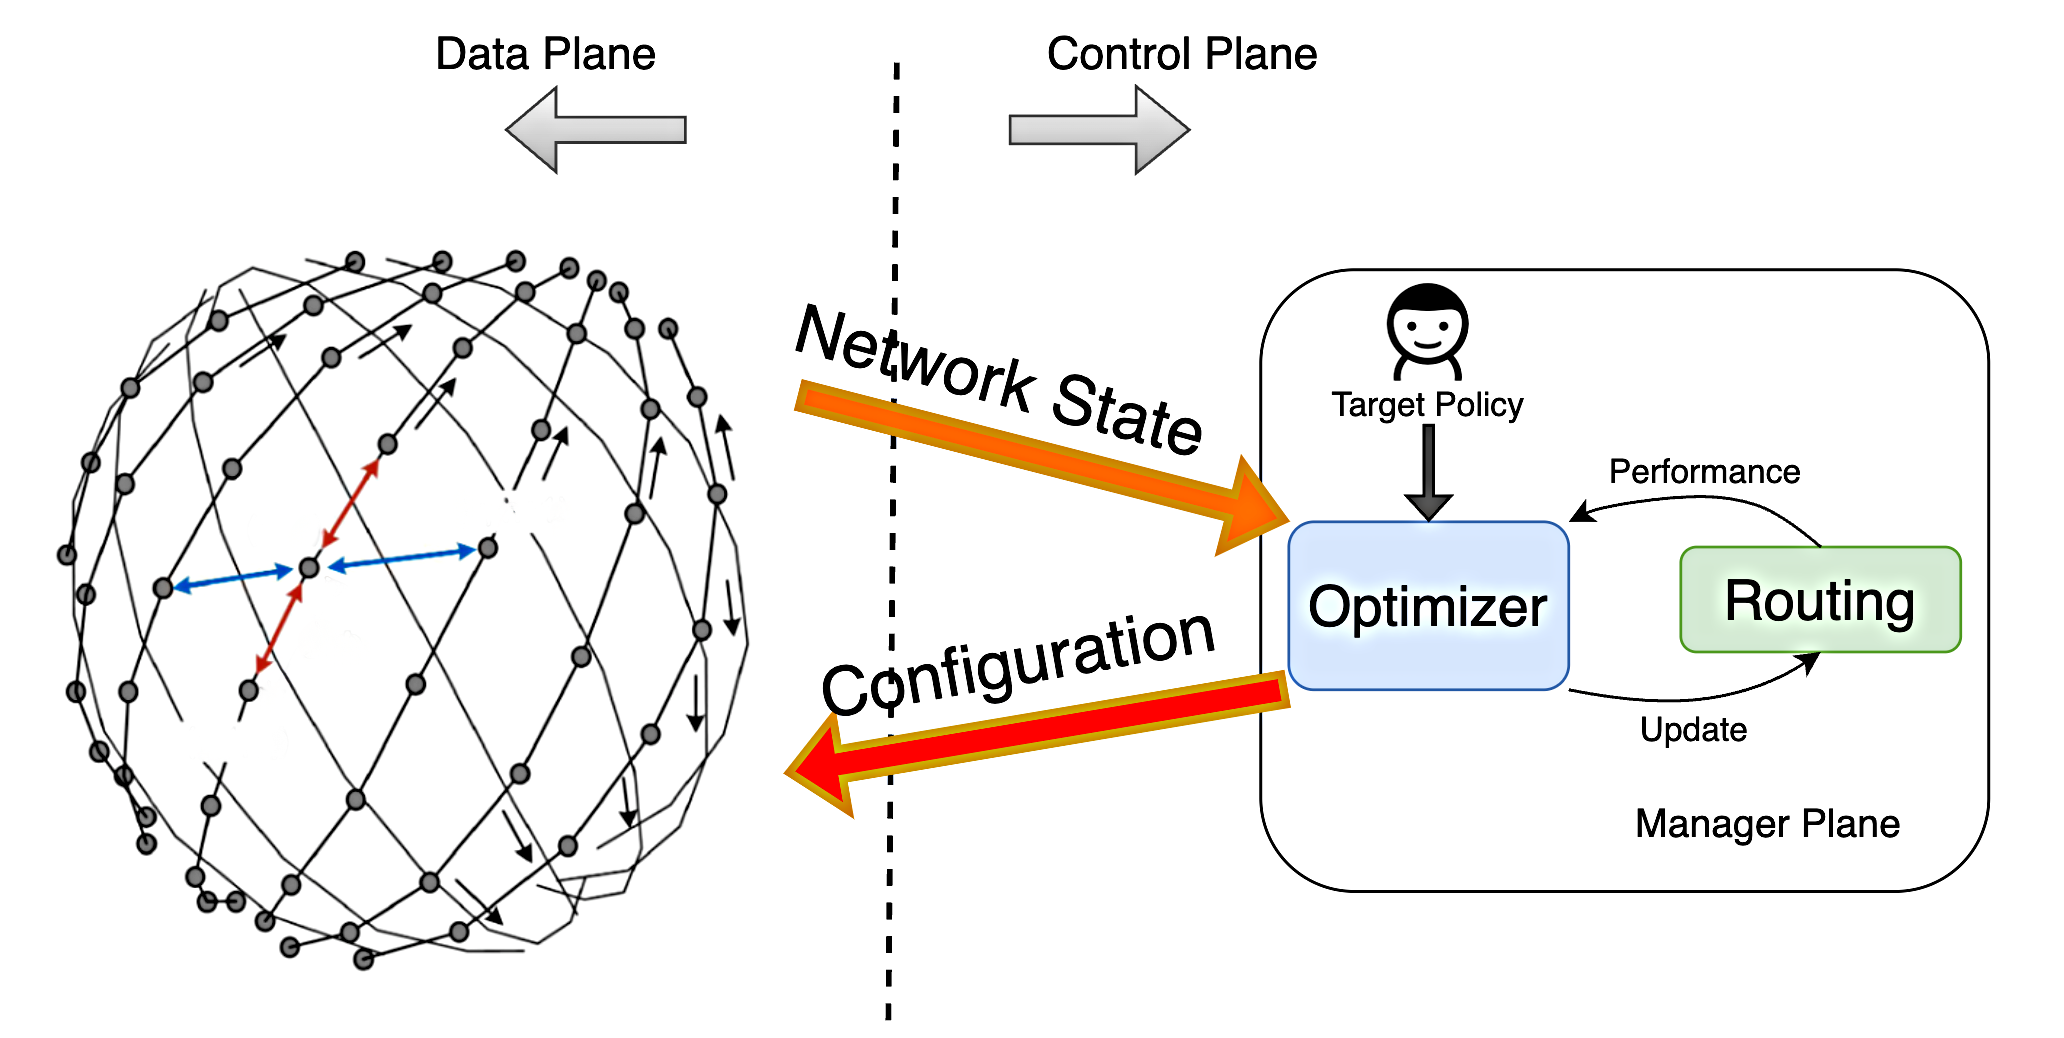 Data Plane
Control Plane
Network State
Target Policy
Performance
Optimizer
Routing
Configuration
Update
Manager Plane